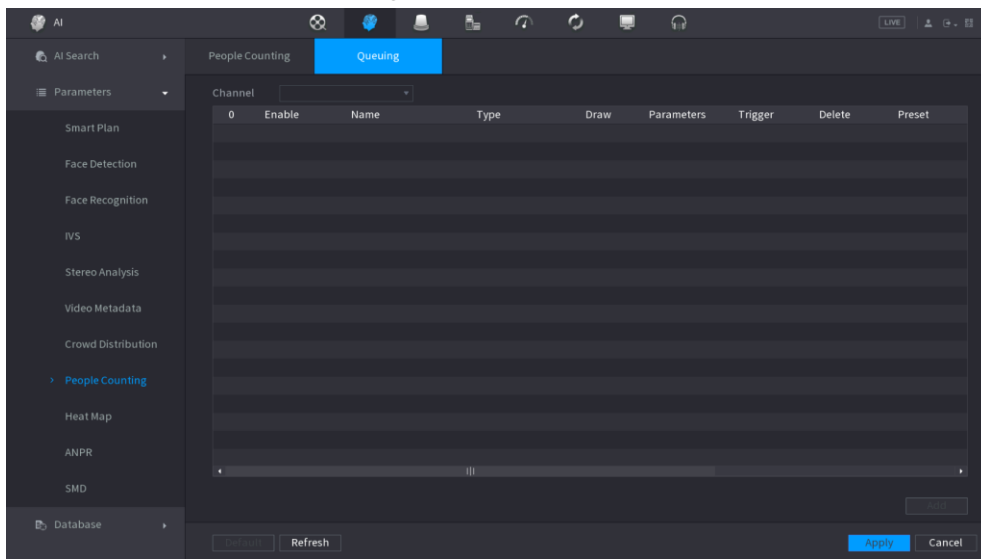 AI
LIVE
AI Search
People Counting
Queuing
Parameters
Channel
0 Enable Name Type Draw Parameters Trigger Delete Preset
Smart Plan
Face Detection
Face Recognition
IVS
Stereo Analysis
Video Metadata
Crowd Distribution
People Counting
Heat Map
ANPR
SMD
Add
Database
Default Refresh Apply Cancel